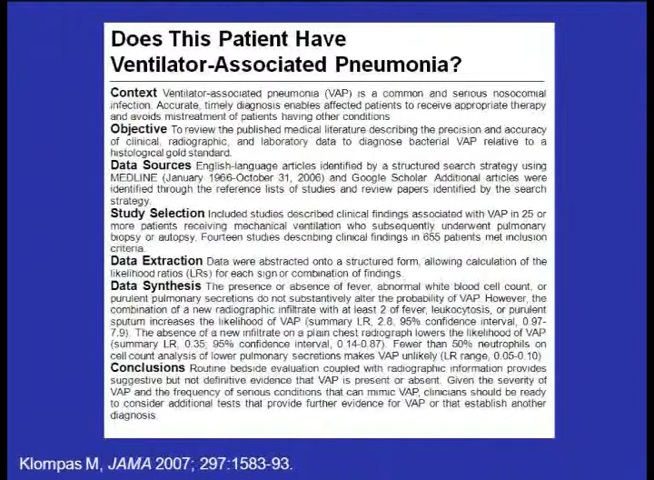 Does This Patient Have
Ventilator-Associated Pneumonia?
Context Ventilator-associated pneumonia (VAP) is a common and serious nosocomial
infection. Accurate, timely diagnosis enables affected patients to receive appropriate therapy
and avoids mistreatment of patients having other conditions
Objective To review the published medical literature describing the precision and accuracy
of clinical, radiographic, and laboratory data to diagnose bacterial VAP relative to a
histological gold standard.
Data Sources English-language articles identified by a structured search strategy using
MEDLINE (January 1966-October 31, 2006) and Google Scholar. Additional articles were
identified through the reference lists of studies and review papers identified by the search
strategy.
Study Selection Included studies described clinical findings associated with VAP in 25 or
more patients receiving mechanical ventilation who subsequently underwent pulmonary
biopsy or autopsy. Fourteen studies describing clinical findings in 655 patients met inclusion
criteria.
Data Extraction Data were abstracted onto a structured form, allowing calculation of the
likelihood ratios (LRs) for each sign or combination of findings.
Data Synthesis The presence or absence of fever, abnormal white blood cell count, or
purulent pulmonary secretions do not substantively alter the probability of VAP. However, the
combination of a new radiographic infiltrate with at least 2 of fever, leukocytosis, or purulent
sputum increases the likelihood of VAP (summary LR, 2.8, 95% confidence interval, 0.97-
7.9). The absence of a new infiltrate on a plain chest radiograph lowers the likelihood of VAP
(summary LR, 0.35; 95% confidence interval, 0.14-0.87). Fewer than 50% neutrophils on
cell count analysis of lower pulmonary secretions makes VAP unlikely (LR range, 0.05-0.10)
Conclusions Routine bedside evaluation coupled with radiographic information provides
suggestive but not definitive evidence that VAP is present or absent. Given the severity of
VAP and the frequency of serious conditions that can mimic VAP, clinicians should be ready
to consider additional tests that provide further evidence for VAP or that establish another
diagnosis
Klompas M, JAMA 2007; 297:1583-93.